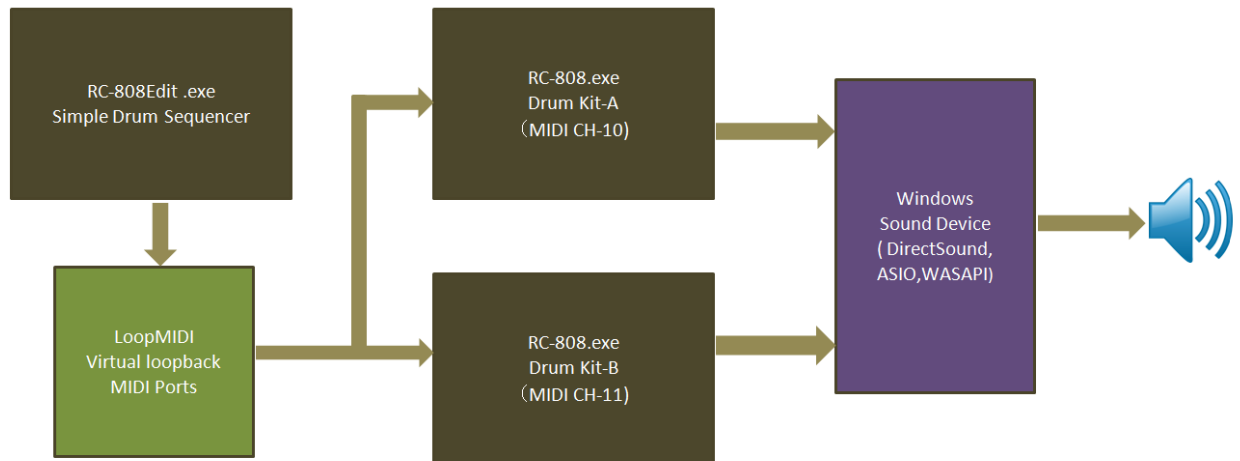 RC-808Edit .exe
Simple Drum Sequencer
LoopMIDI
Virtual loopback
MIDI Ports
RC-808.exe
Drum Kit-A
（MIDI CH-10)
RC-808.exe
Drum Kit-B
（MIDI CH-11)
Windows
Sound Device
( DirectSound,
ASIO,WASAPI)